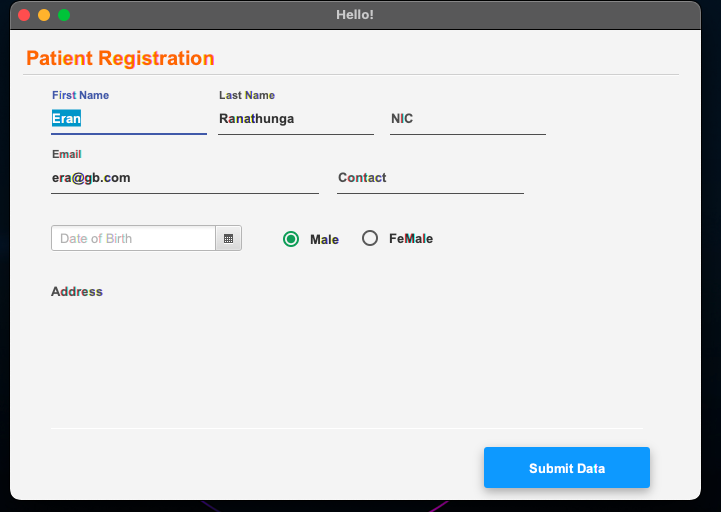 Hello!
Patient Registration
First Name Last Name
Eran Ranathunga NIC
Email
era@gb.com Contact
Date of Birth Male FeMale
Address
Submit Data